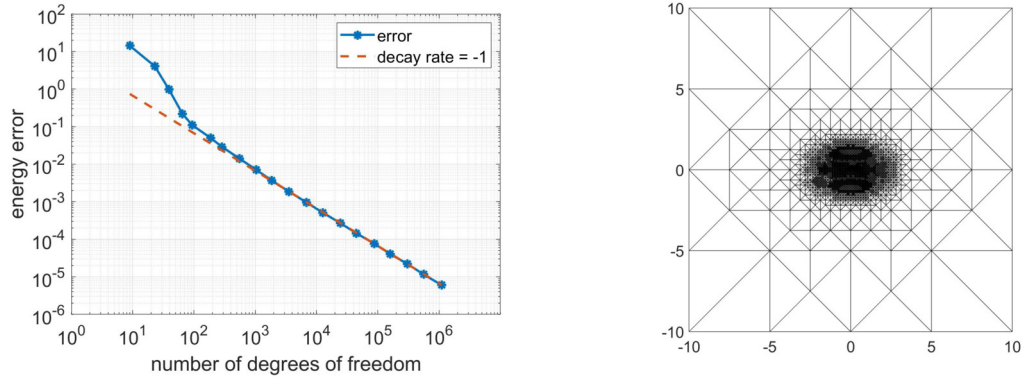 10^2
10^1
10^0
10^-1
10^-2
10^-3
10^-4
10^-5
10^-6
energy error
error
decay rate = -1
10^0 10^1 10^2 10^3 10^4 10^5 10^6
number of degrees of freedom
10
5
0
-5
-10
-10 -5 0 5 10